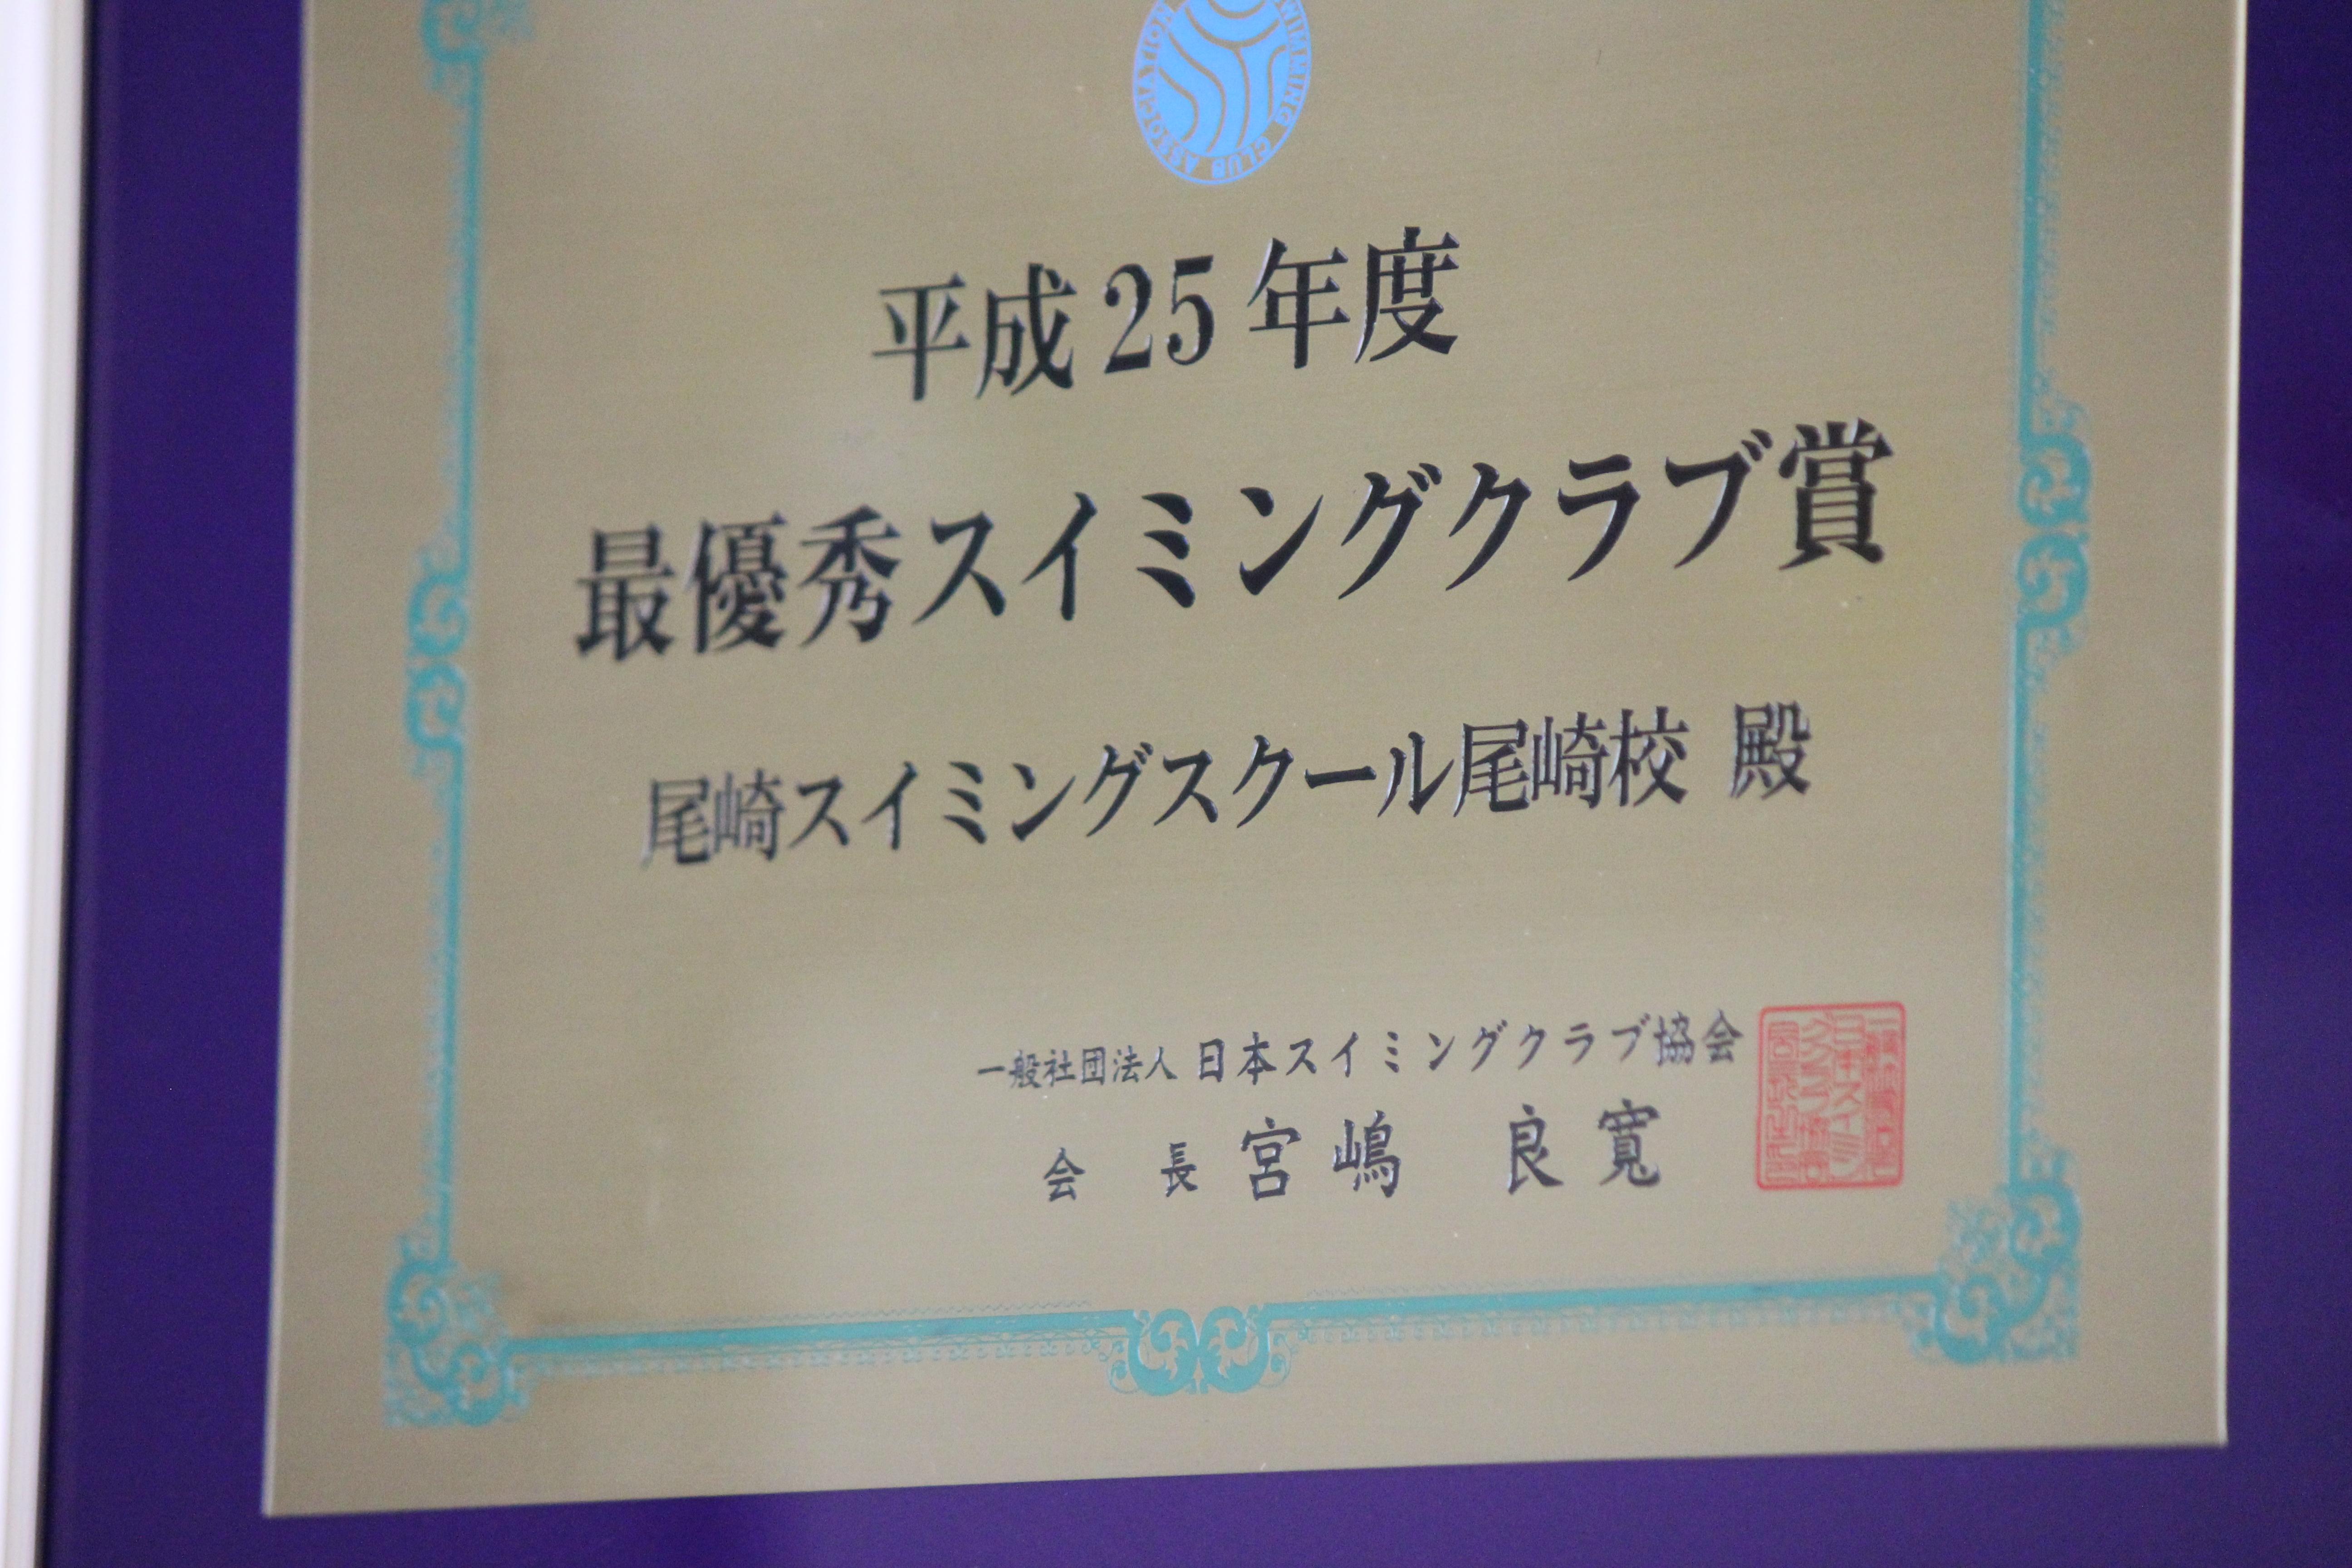 SWIMMING CLUB ASSOCIATION
平成25年度
最優秀スイミングクラブ賞
尾崎スイミングスクール尾崎校 殿
一般社団法人 日本スイミングクラブ協会
会 長 宮嶋 良寛